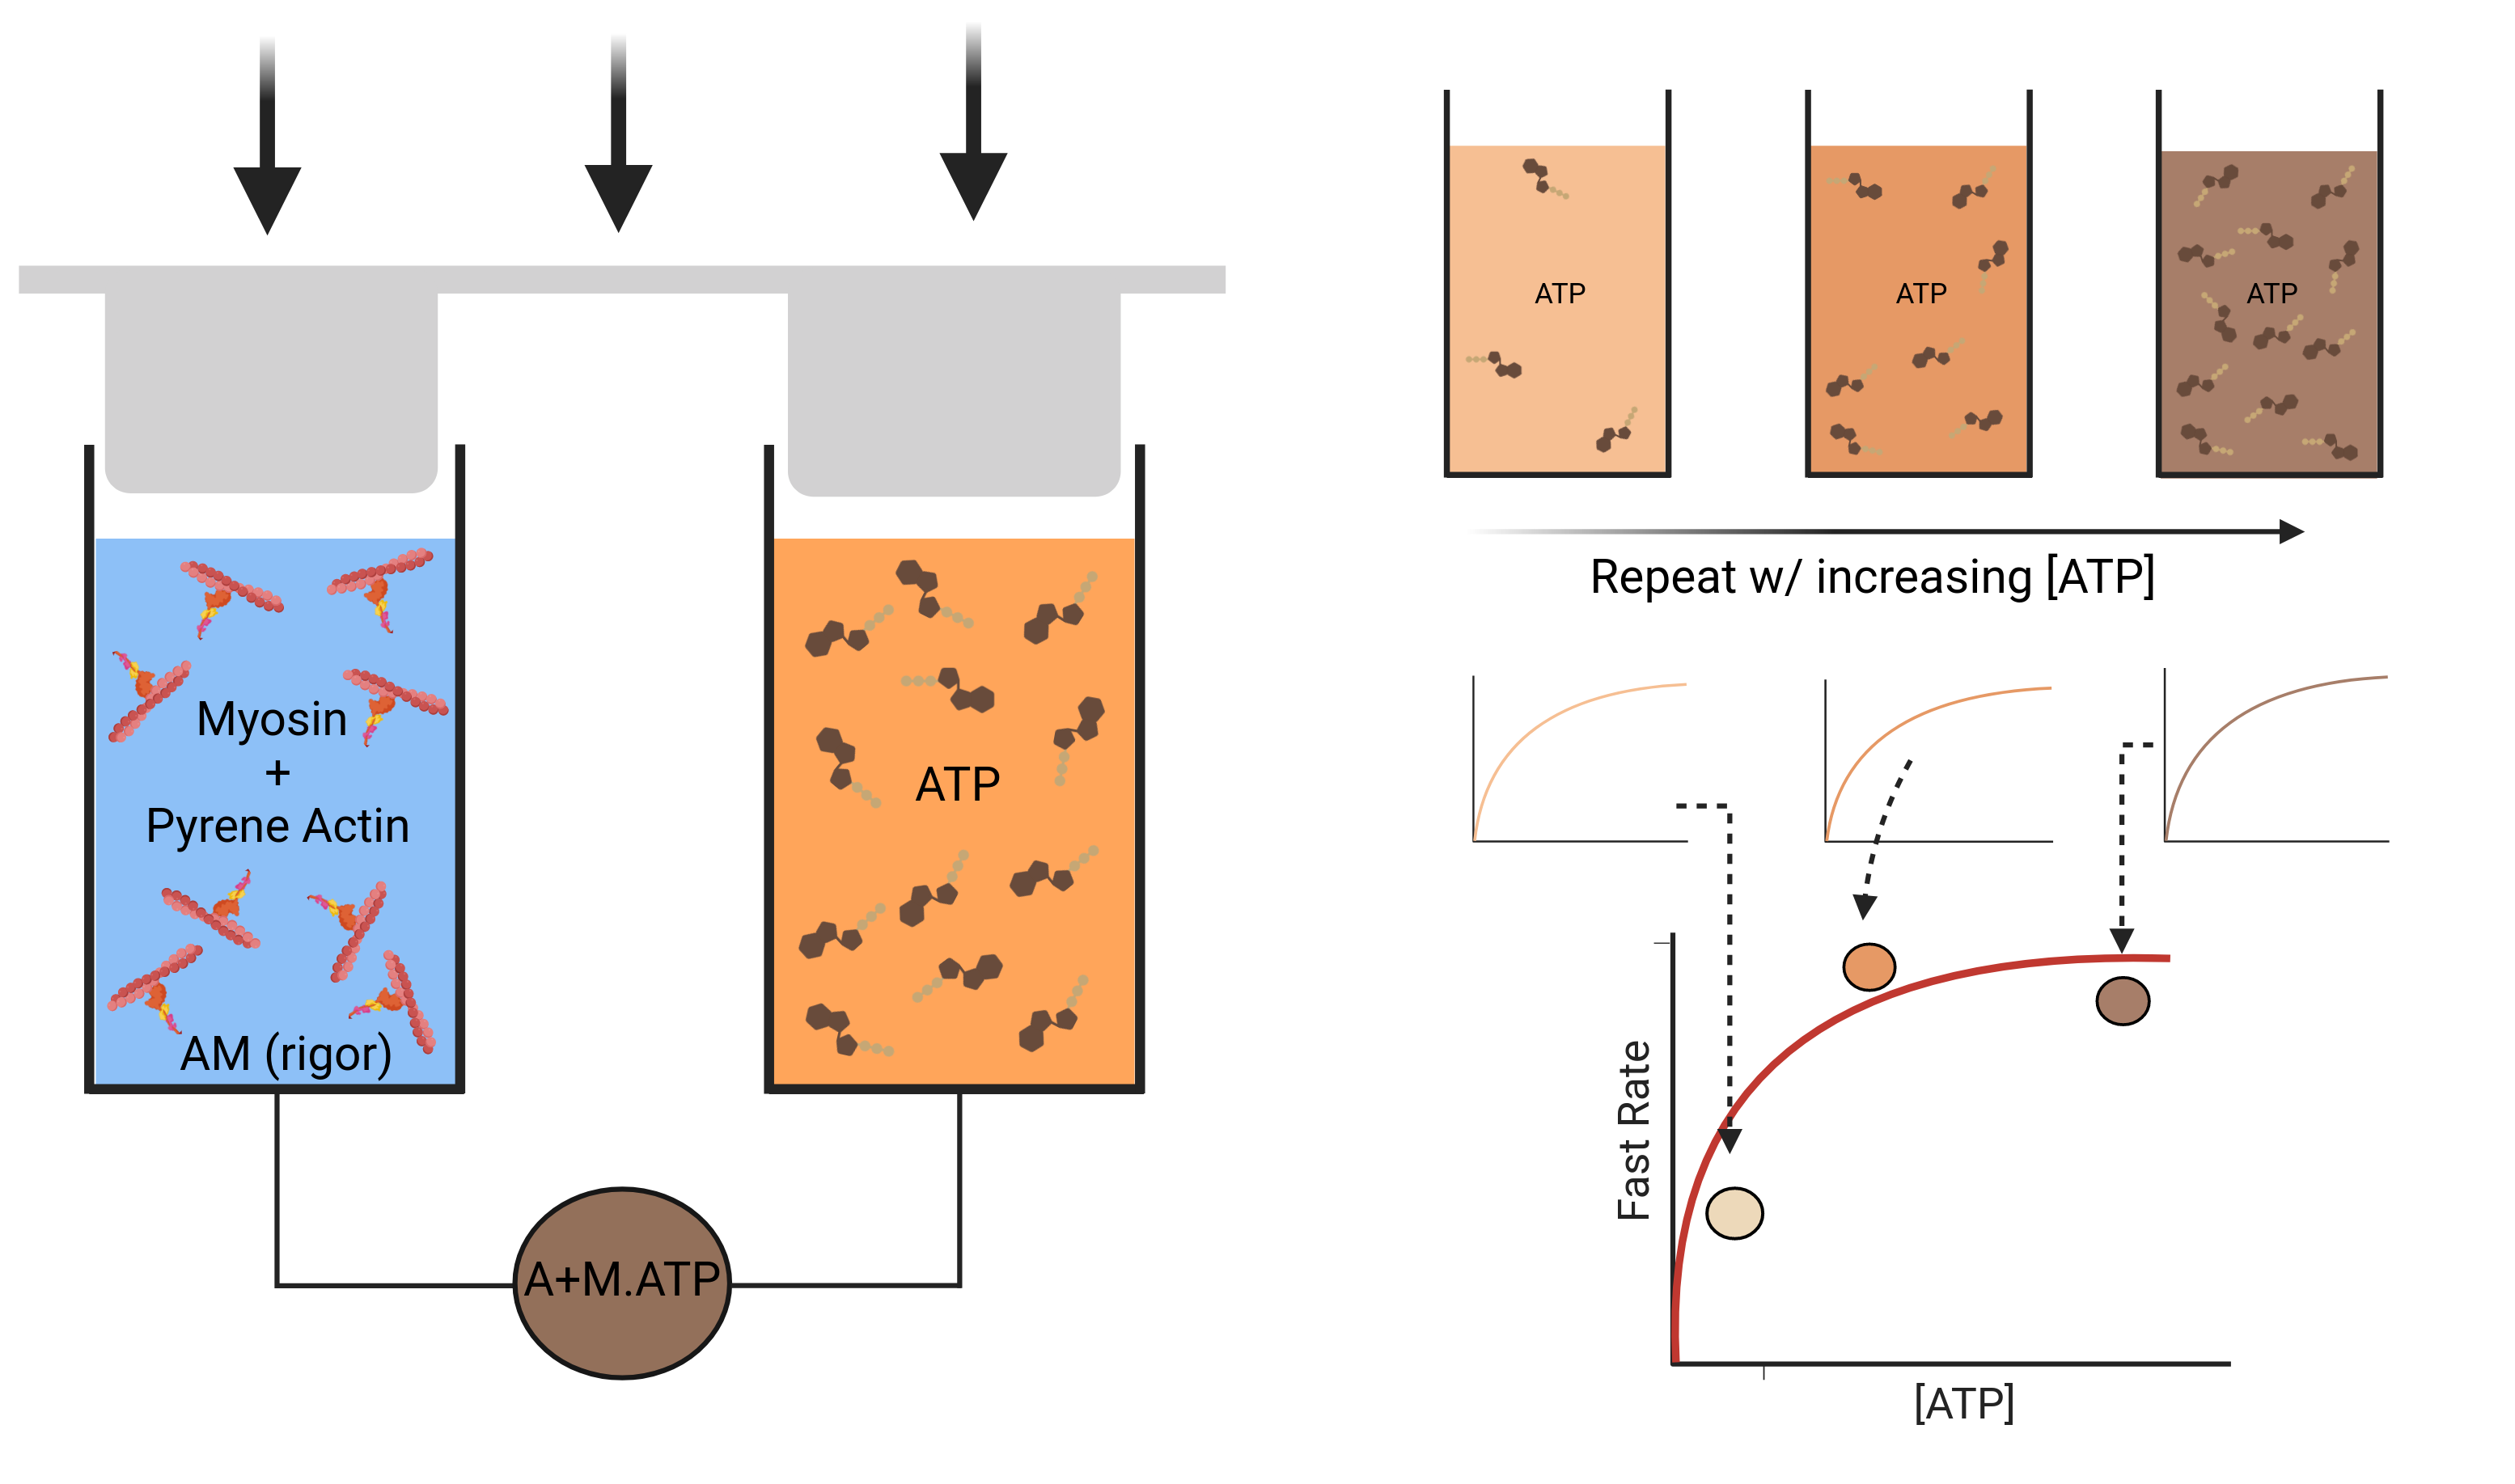 Myosin
+
Pyrene Actin
AM (rigor)
ATP
A+M.ATP
ATP
ATP
ATP
Repeat w/ increasing [ATP]
Fast Rate
[ATP]